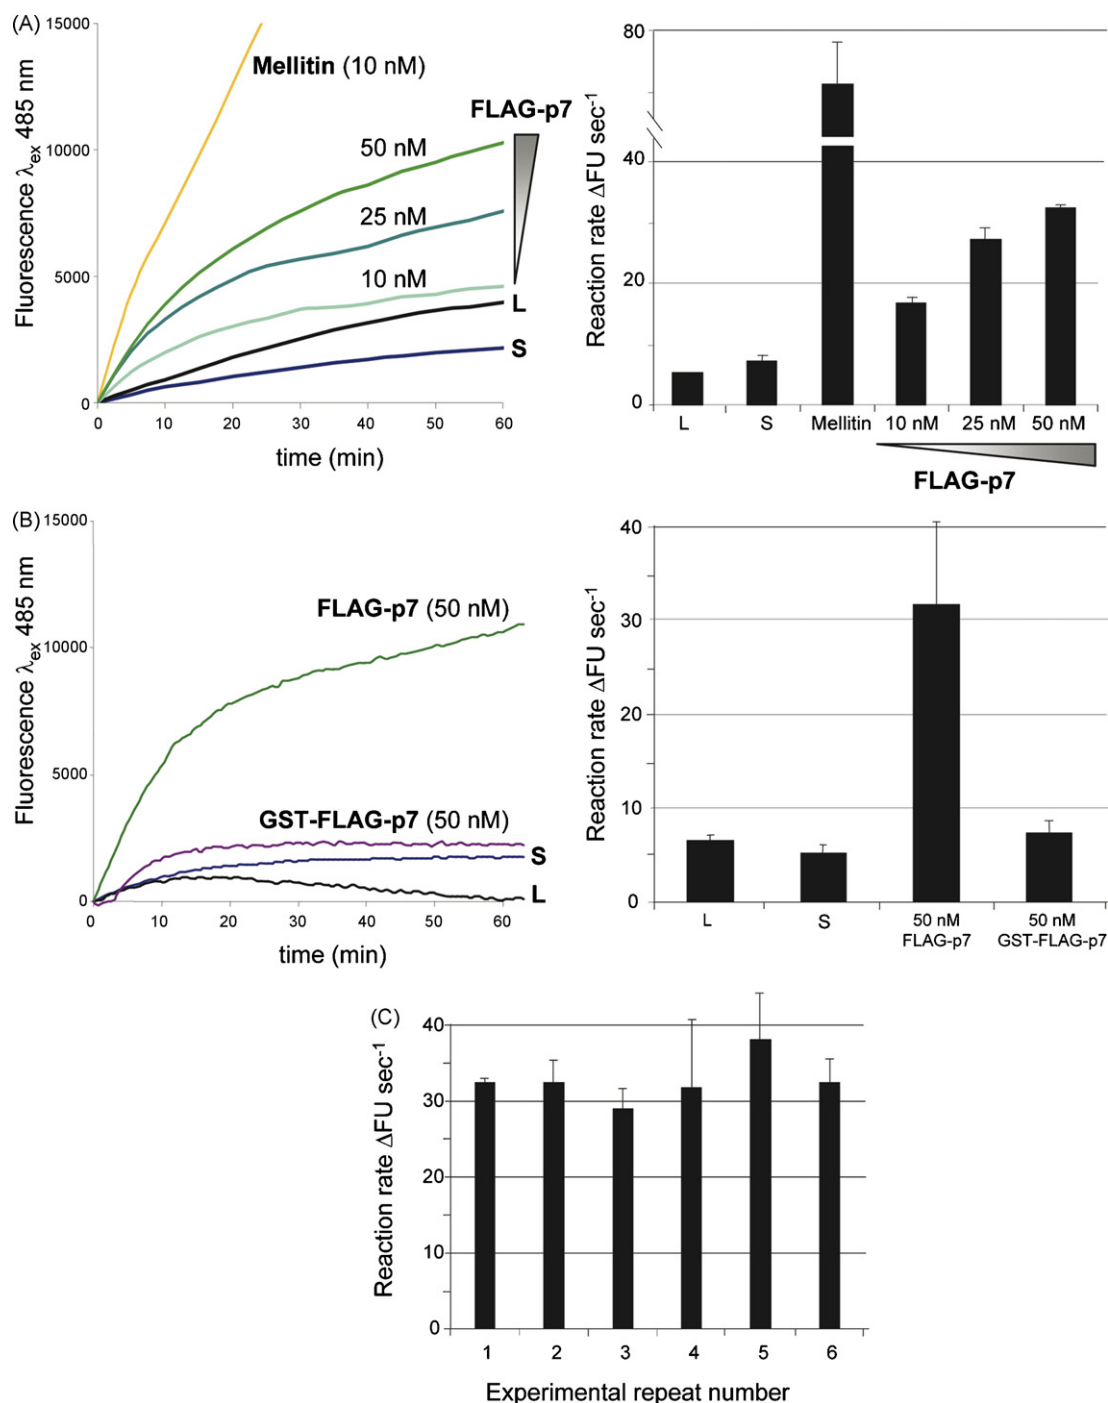 (A)
Fluorescence λex 485 nm
15000
10000
5000
0
0 10 20 30 40 50 60
time (min)
Mellitin (10 nM)
FLAG-p7
50 nM
25 nM
10 nM
L
S
Reaction rate ΔFU sec-1
80
40
20
0
L S Mellitin 10 nM 25 nM 50 nM
FLAG-p7
(B)
Fluorescence λex 485 nm
15000
10000
5000
0
0 10 20 30 40 50 60
time (min)
FLAG-p7 (50 nM)
GST-FLAG-p7 (50 nM)
S
L
Reaction rate ΔFU sec-1
40
30
20
10
0
L S 50 nM 50 nM
FLAG-p7 GST-FLAG-p7
(C)
Reaction rate ΔFU sec-1
40
30
20
10
0
1 2 3 4 5 6
Experimental repeat number